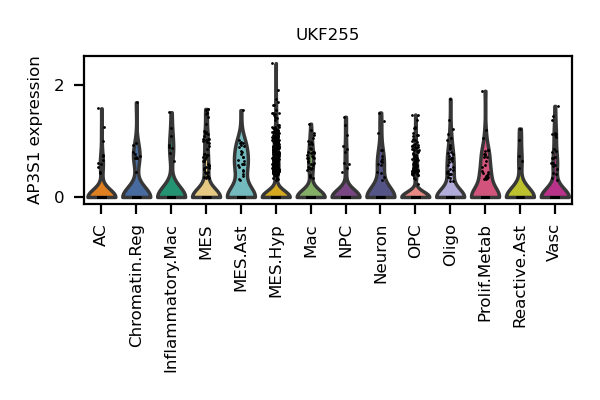 UKF255
AP3S1 expression
2
0
AC
Chromatin.Reg
Inflammatory.Mac
MES
MES.Ast
MES.Hyp
Mac
NPC
Neuron
OPC
Oligo
Prolif.Metab
Reactive.Ast
Vasc